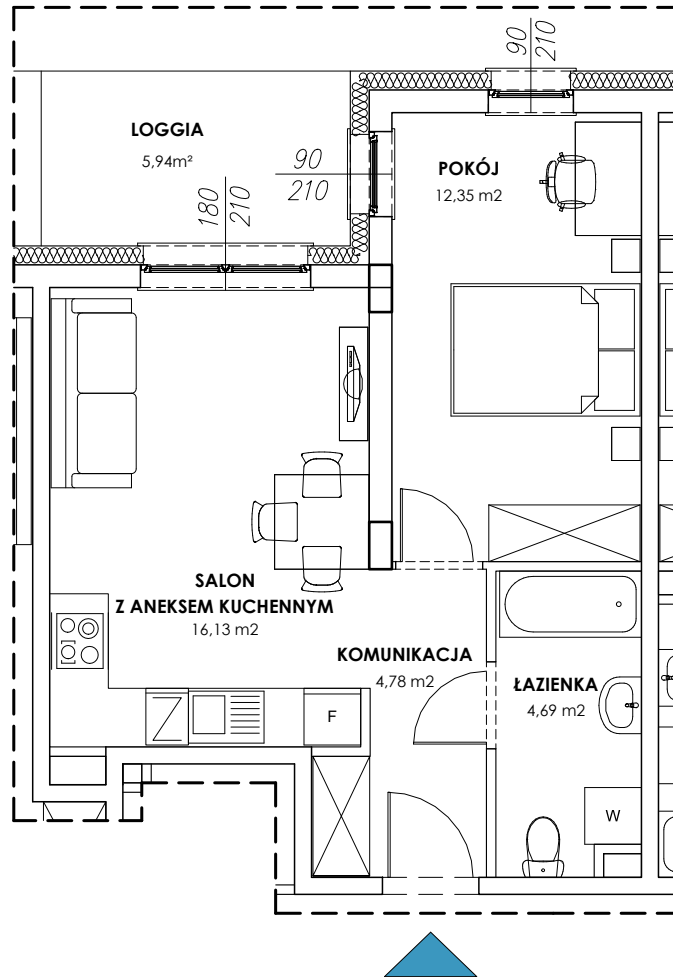 90
210
LOGGIA
5,94m²
180
210
90
210
POKÓJ
12,35 m2
SALON
Z ANEKSEM KUCHENNYM
16,13 m2
KOMUNIKACJA
4,78 m2
ŁAZIENKA
4,69 m2
F
W